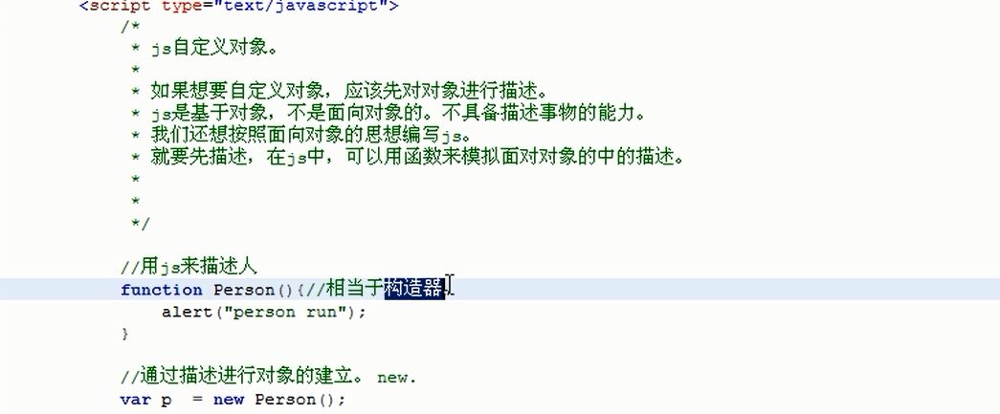 <script type="text/javascript">
/*
* js自定义对象。
*
* 如果想要自定义对象，应该先对对象进行描述。
* js是基于对象，不是面向对象的。不具备描述事物的能力。
* 我们还想按照面向对象的思想编写js。
* 就要先描述，在js中，可以用函数来模拟面对对象的中的描述。
*
*
*/
//用js来描述人
function Person(){//相当于构造器
alert("person run");
}
//通过描述进行对象的建立。 new.
var p = new Person();